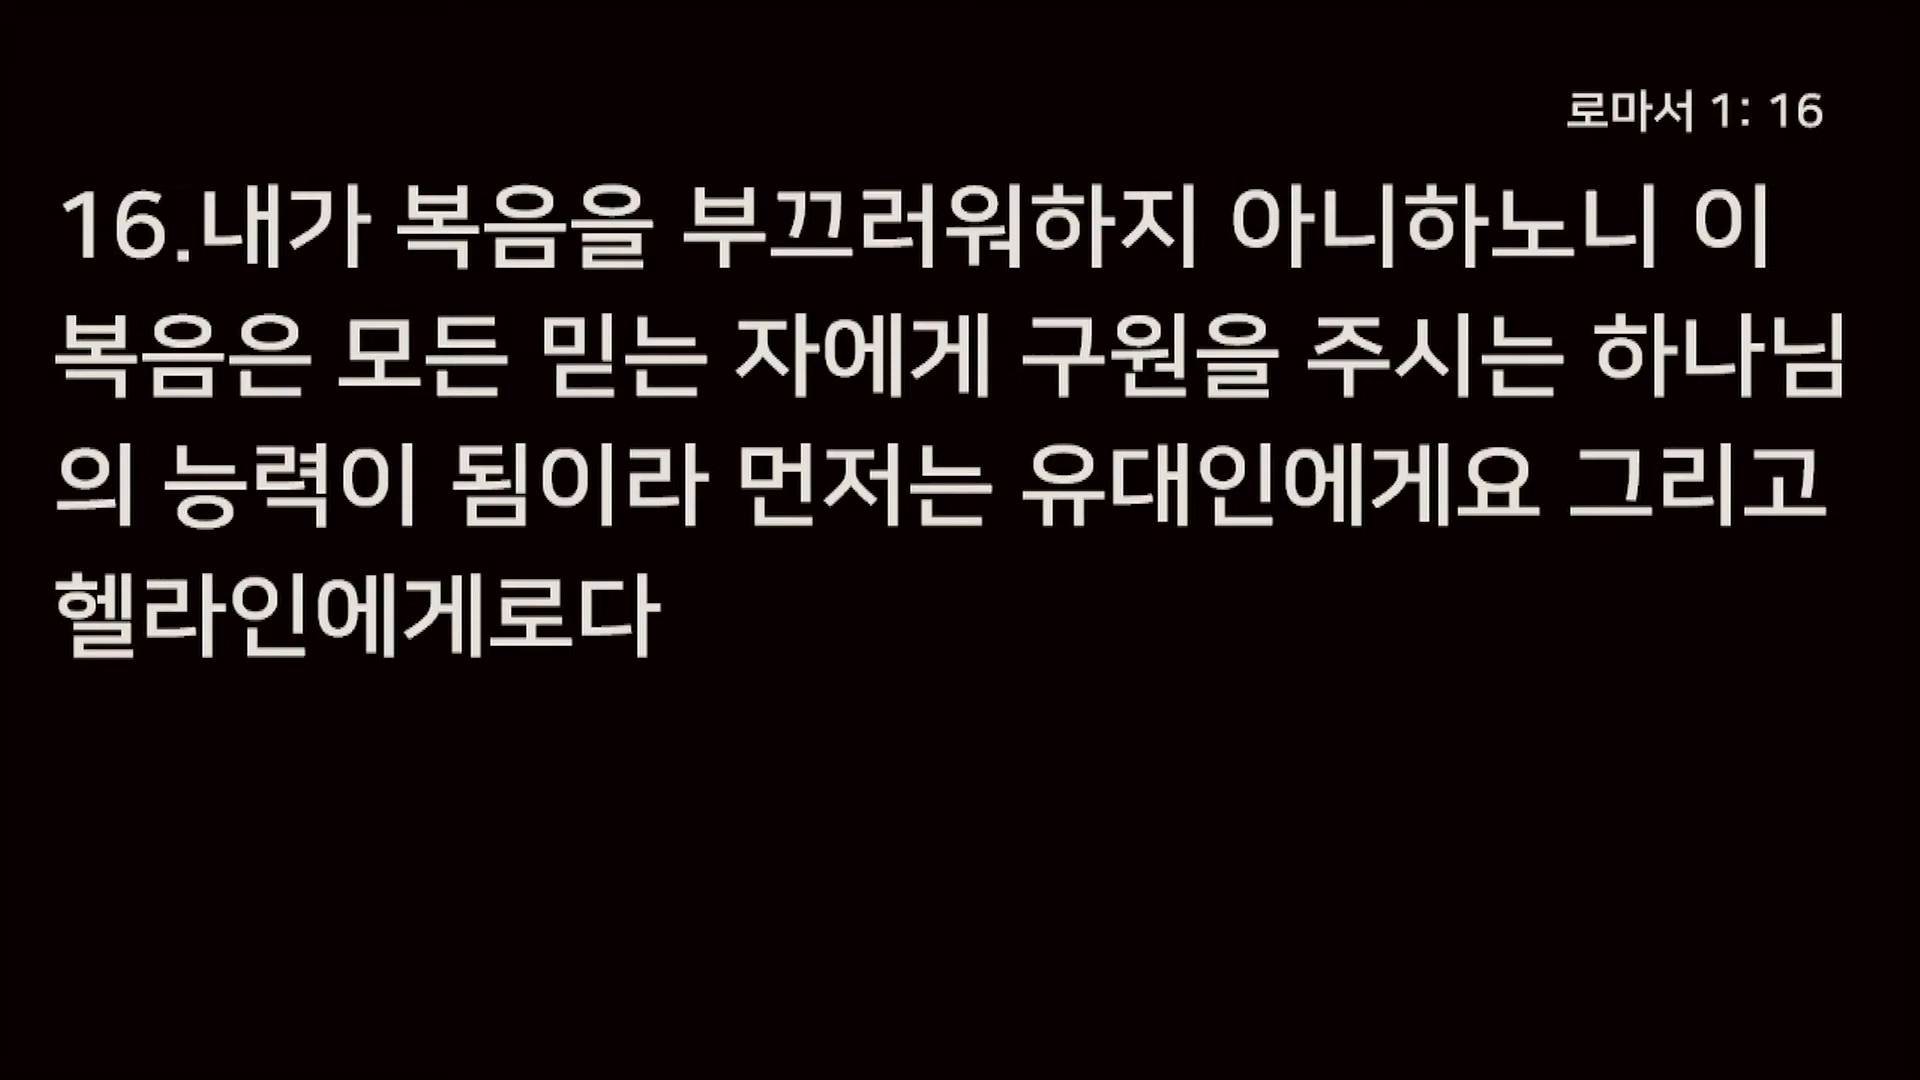 로마서 1: 16
16.내가 복음을 부끄러워하지 아니하노니 이
복음은 모든 믿는 자에게 구원을 주시는 하나님
의 능력이 됨이라 먼저는 유대인에게요 그리고
헬라인에게로다